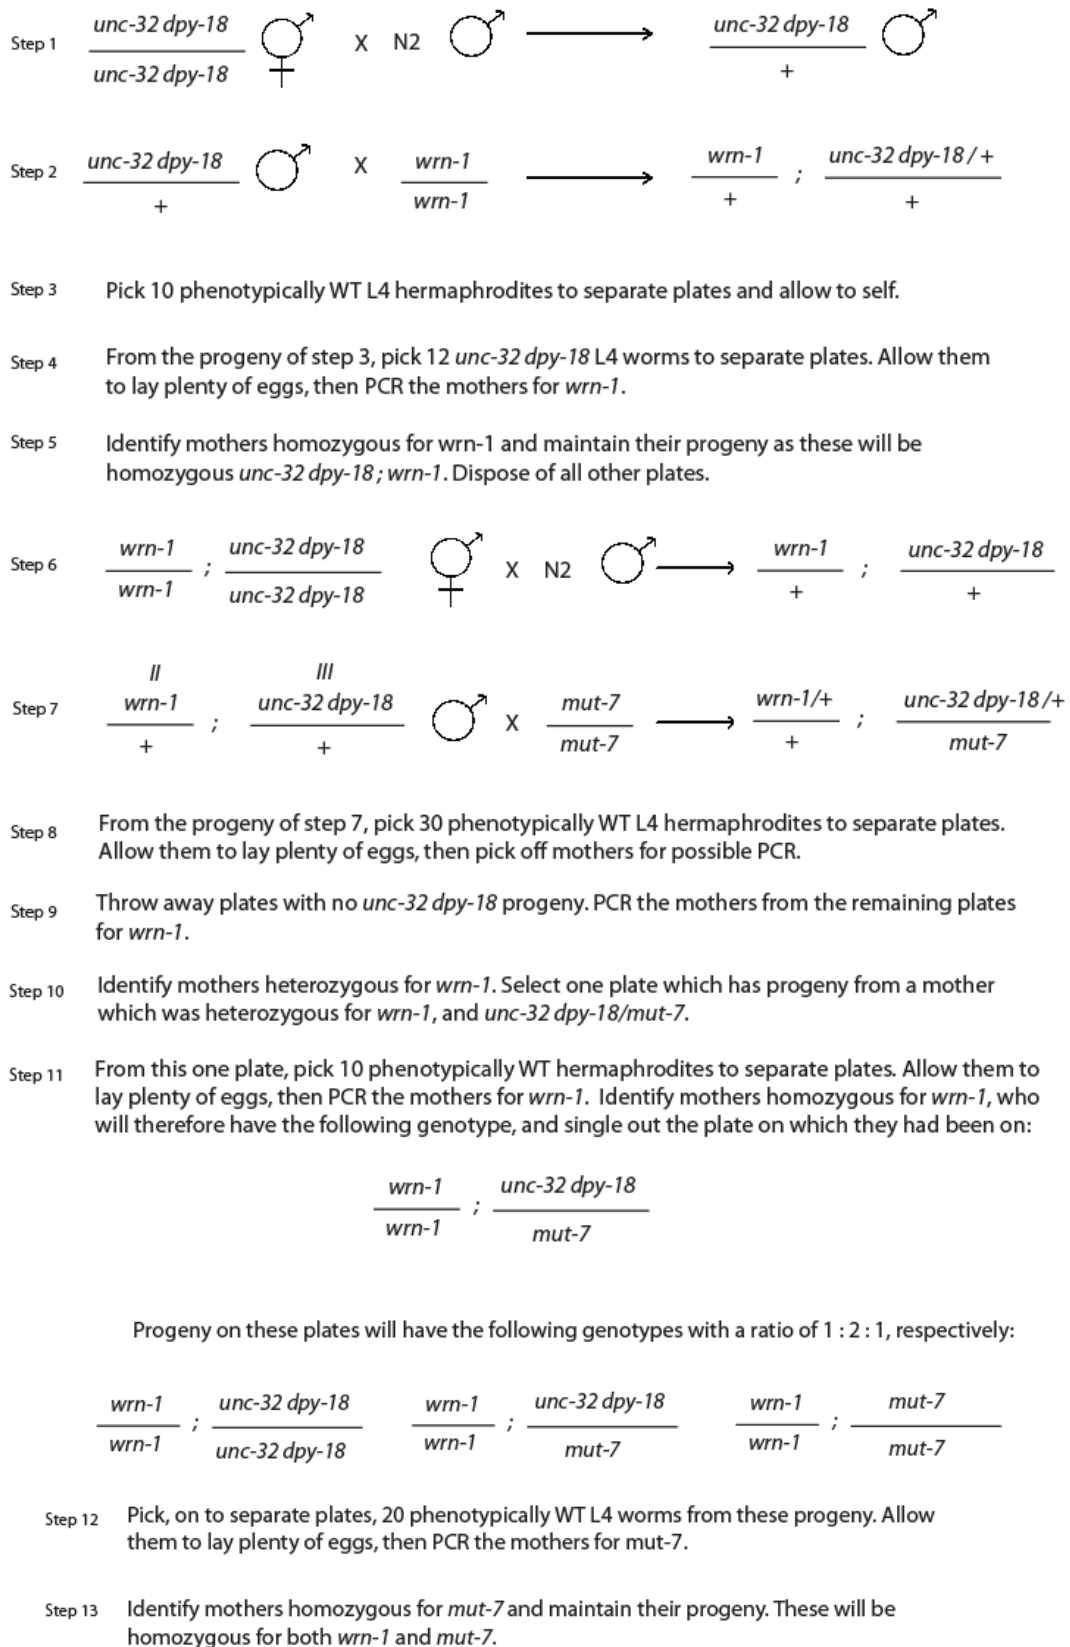 Step 1
unc-32 dpy-18
unc-32 dpy-18
X N2
unc-32 dpy-18
+
Step 2
unc-32 dpy-18
+
X
wrn-1
wrn-1
wrn-1
+
;
unc-32 dpy-18 / +
+
Step 3
Pick 10 phenotypically WT L4 hermaphrodites to separate plates and allow to self.
Step 4
From the progeny of step 3, pick 12 unc-32 dpy-18 L4 worms to separate plates. Allow them
to lay plenty of eggs, then PCR the mothers for wrn-1.
Step 5
Identify mothers homozygous for wrn-1 and maintain their progeny as these will be
homozygous unc-32 dpy-18 ; wrn-1. Dispose of all other plates.
Step 6
wrn-1
wrn-1
;
unc-32 dpy-18
unc-32 dpy-18
X N2
wrn-1
+
;
unc-32 dpy-18
+
Step 7
II
wrn-1
+
;
III
unc-32 dpy-18
+
X
mut-7
mut-7
wrn-1/+
+
;
unc-32 dpy-18/+
mut-7
Step 8
From the progeny of step 7, pick 30 phenotypically WT L4 hermaphrodites to separate plates.
Allow them to lay plenty of eggs, then pick off mothers for possible PCR.
Step 9
Throw away plates with no unc-32 dpy-18 progeny. PCR the mothers from the remaining plates
for wrn-1.
Step 10
Identify mothers heterozygous for wrn-1. Select one plate which has progeny from a mother
which was heterozygous for wrn-1, and unc-32 dpy-18/mut-7.
Step 11
From this one plate, pick 10 phenotypically WT hermaphrodites to separate plates. Allow them to
lay plenty of eggs, then PCR the mothers for wrn-1. Identify mothers homozygous for wrn-1, who
will therefore have the following genotype, and single out the plate on which they had been on:
wrn-1
wrn-1
;
unc-32 dpy-18
mut-7
Progeny on these plates will have the following genotypes with a ratio of 1 : 2 : 1, respectively:
wrn-1
wrn-1
;
unc-32 dpy-18
unc-32 dpy-18
wrn-1
wrn-1
;
unc-32 dpy-18
mut-7
wrn-1
wrn-1
;
mut-7
mut-7
Step 12
Pick, on to separate plates, 20 phenotypically WT L4 worms from these progeny. Allow
them to lay plenty of eggs, then PCR the mothers for mut-7.
Step 13
Identify mothers homozygous for mut-7 and maintain their progeny. These will be
homozygous for both wrn-1 and mut-7.